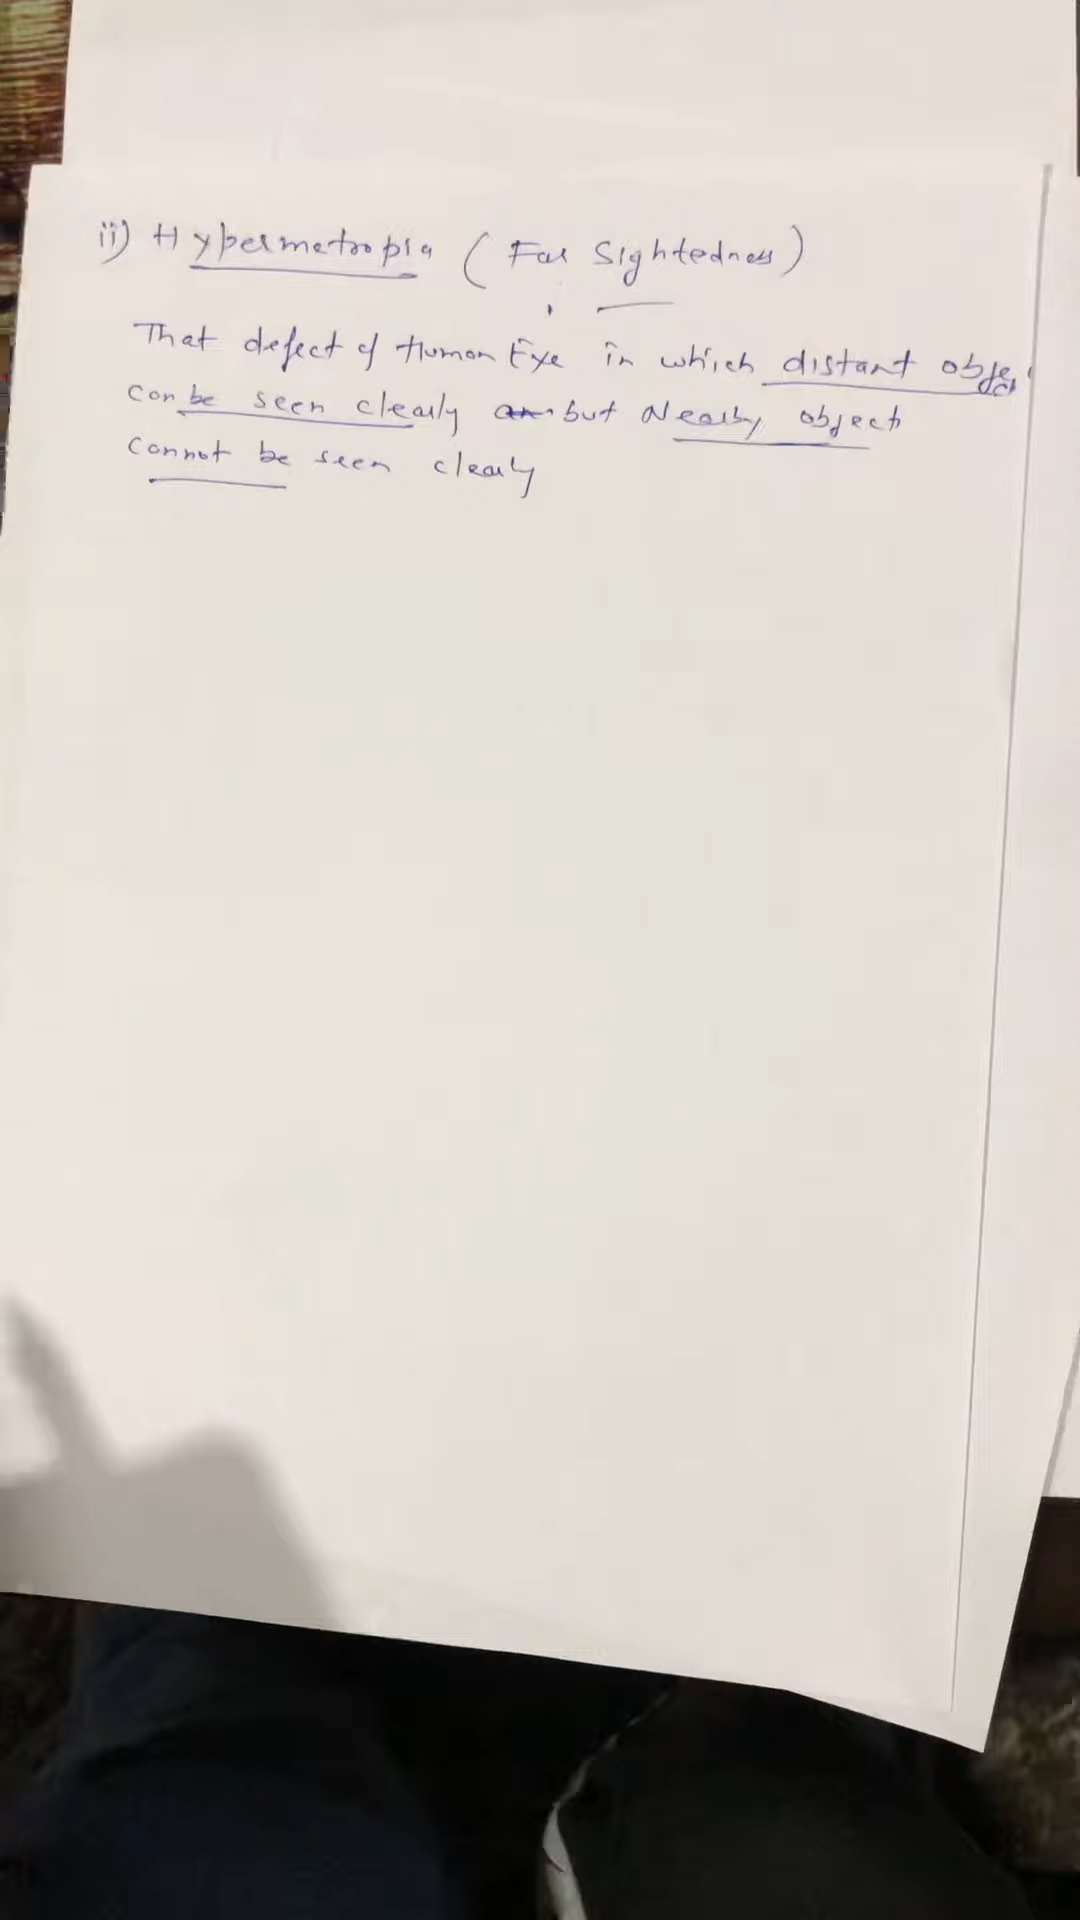 ii) Hypermetropia (Far Sightedness)
That defect of Human Eye in which distant object
can be seen clearly but Nearby object
cannot be seen clearly